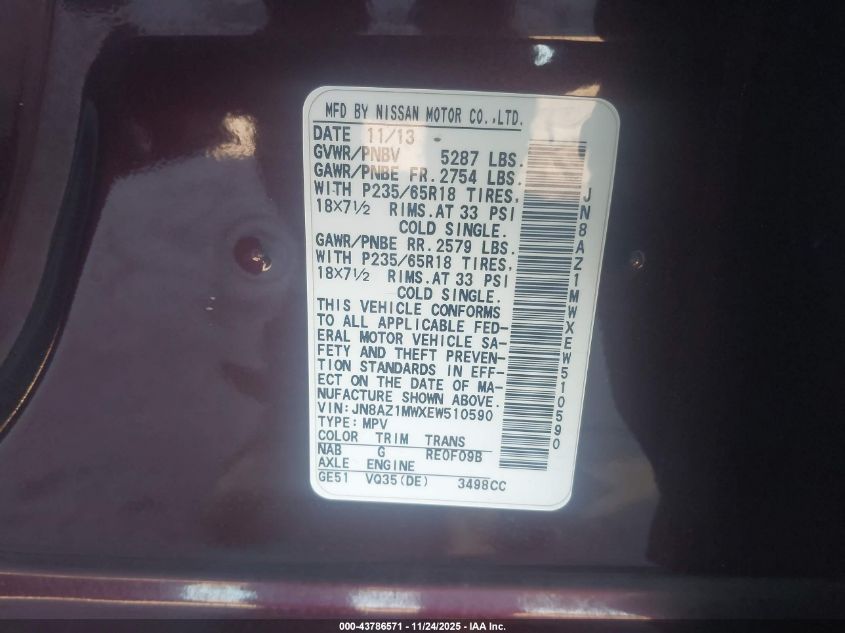 MFD BY NISSAN MOTOR CO.,LTD.
DATE 11/13
GVWR/PNBV 5287 LBS.
GAWR/PNBE FR.2754 LBS.
WITH P235/65R18 TIRES,
18X7½ RIMS.AT 33 PSI
COLD SINGLE.
GAWR/PNBE RR.2579 LBS.
WITH P235/65R18 TIRES,
18X7½ RIMS.AT 33 PSI
COLD SINGLE.
THIS VEHICLE CONFORMS
TO ALL APPLICABLE FED-
ERAL MOTOR VEHICLE SA-
FETY AND THEFT PREVEN-
TION STANDARDS IN EFF-
ECT ON THE DATE OF MA-
NUFACTURE SHOWN ABOVE.
VIN:JN8AZ1MWXEW510590
TYPE:MPV
COLOR TRIM TRANS
NAB G RE0F09B
AXLE ENGINE
GE51 VQ35(DE) 3498CC
JN8AZ1MWXEW510590
000-43786571 - 11/24/2025 - IAA Inc.